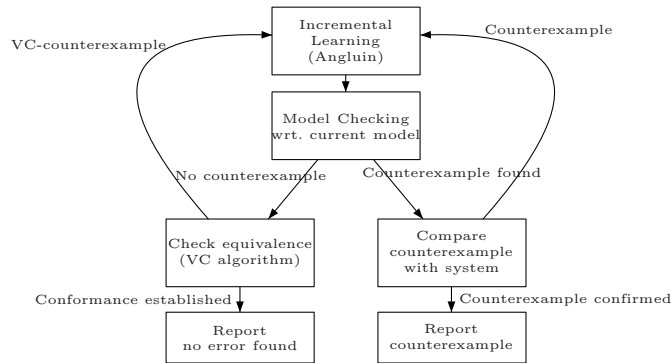 Incremental
Learning
(Angluin)
VC-counterexample
Counterexample
Model Checking
wrt. current model
No counterexample
Counterexample found
Check equivalence
(VC algorithm)
Compare
counterexample
with system
Conformance established
Counterexample confirmed
Report
no error found
Report
counterexample